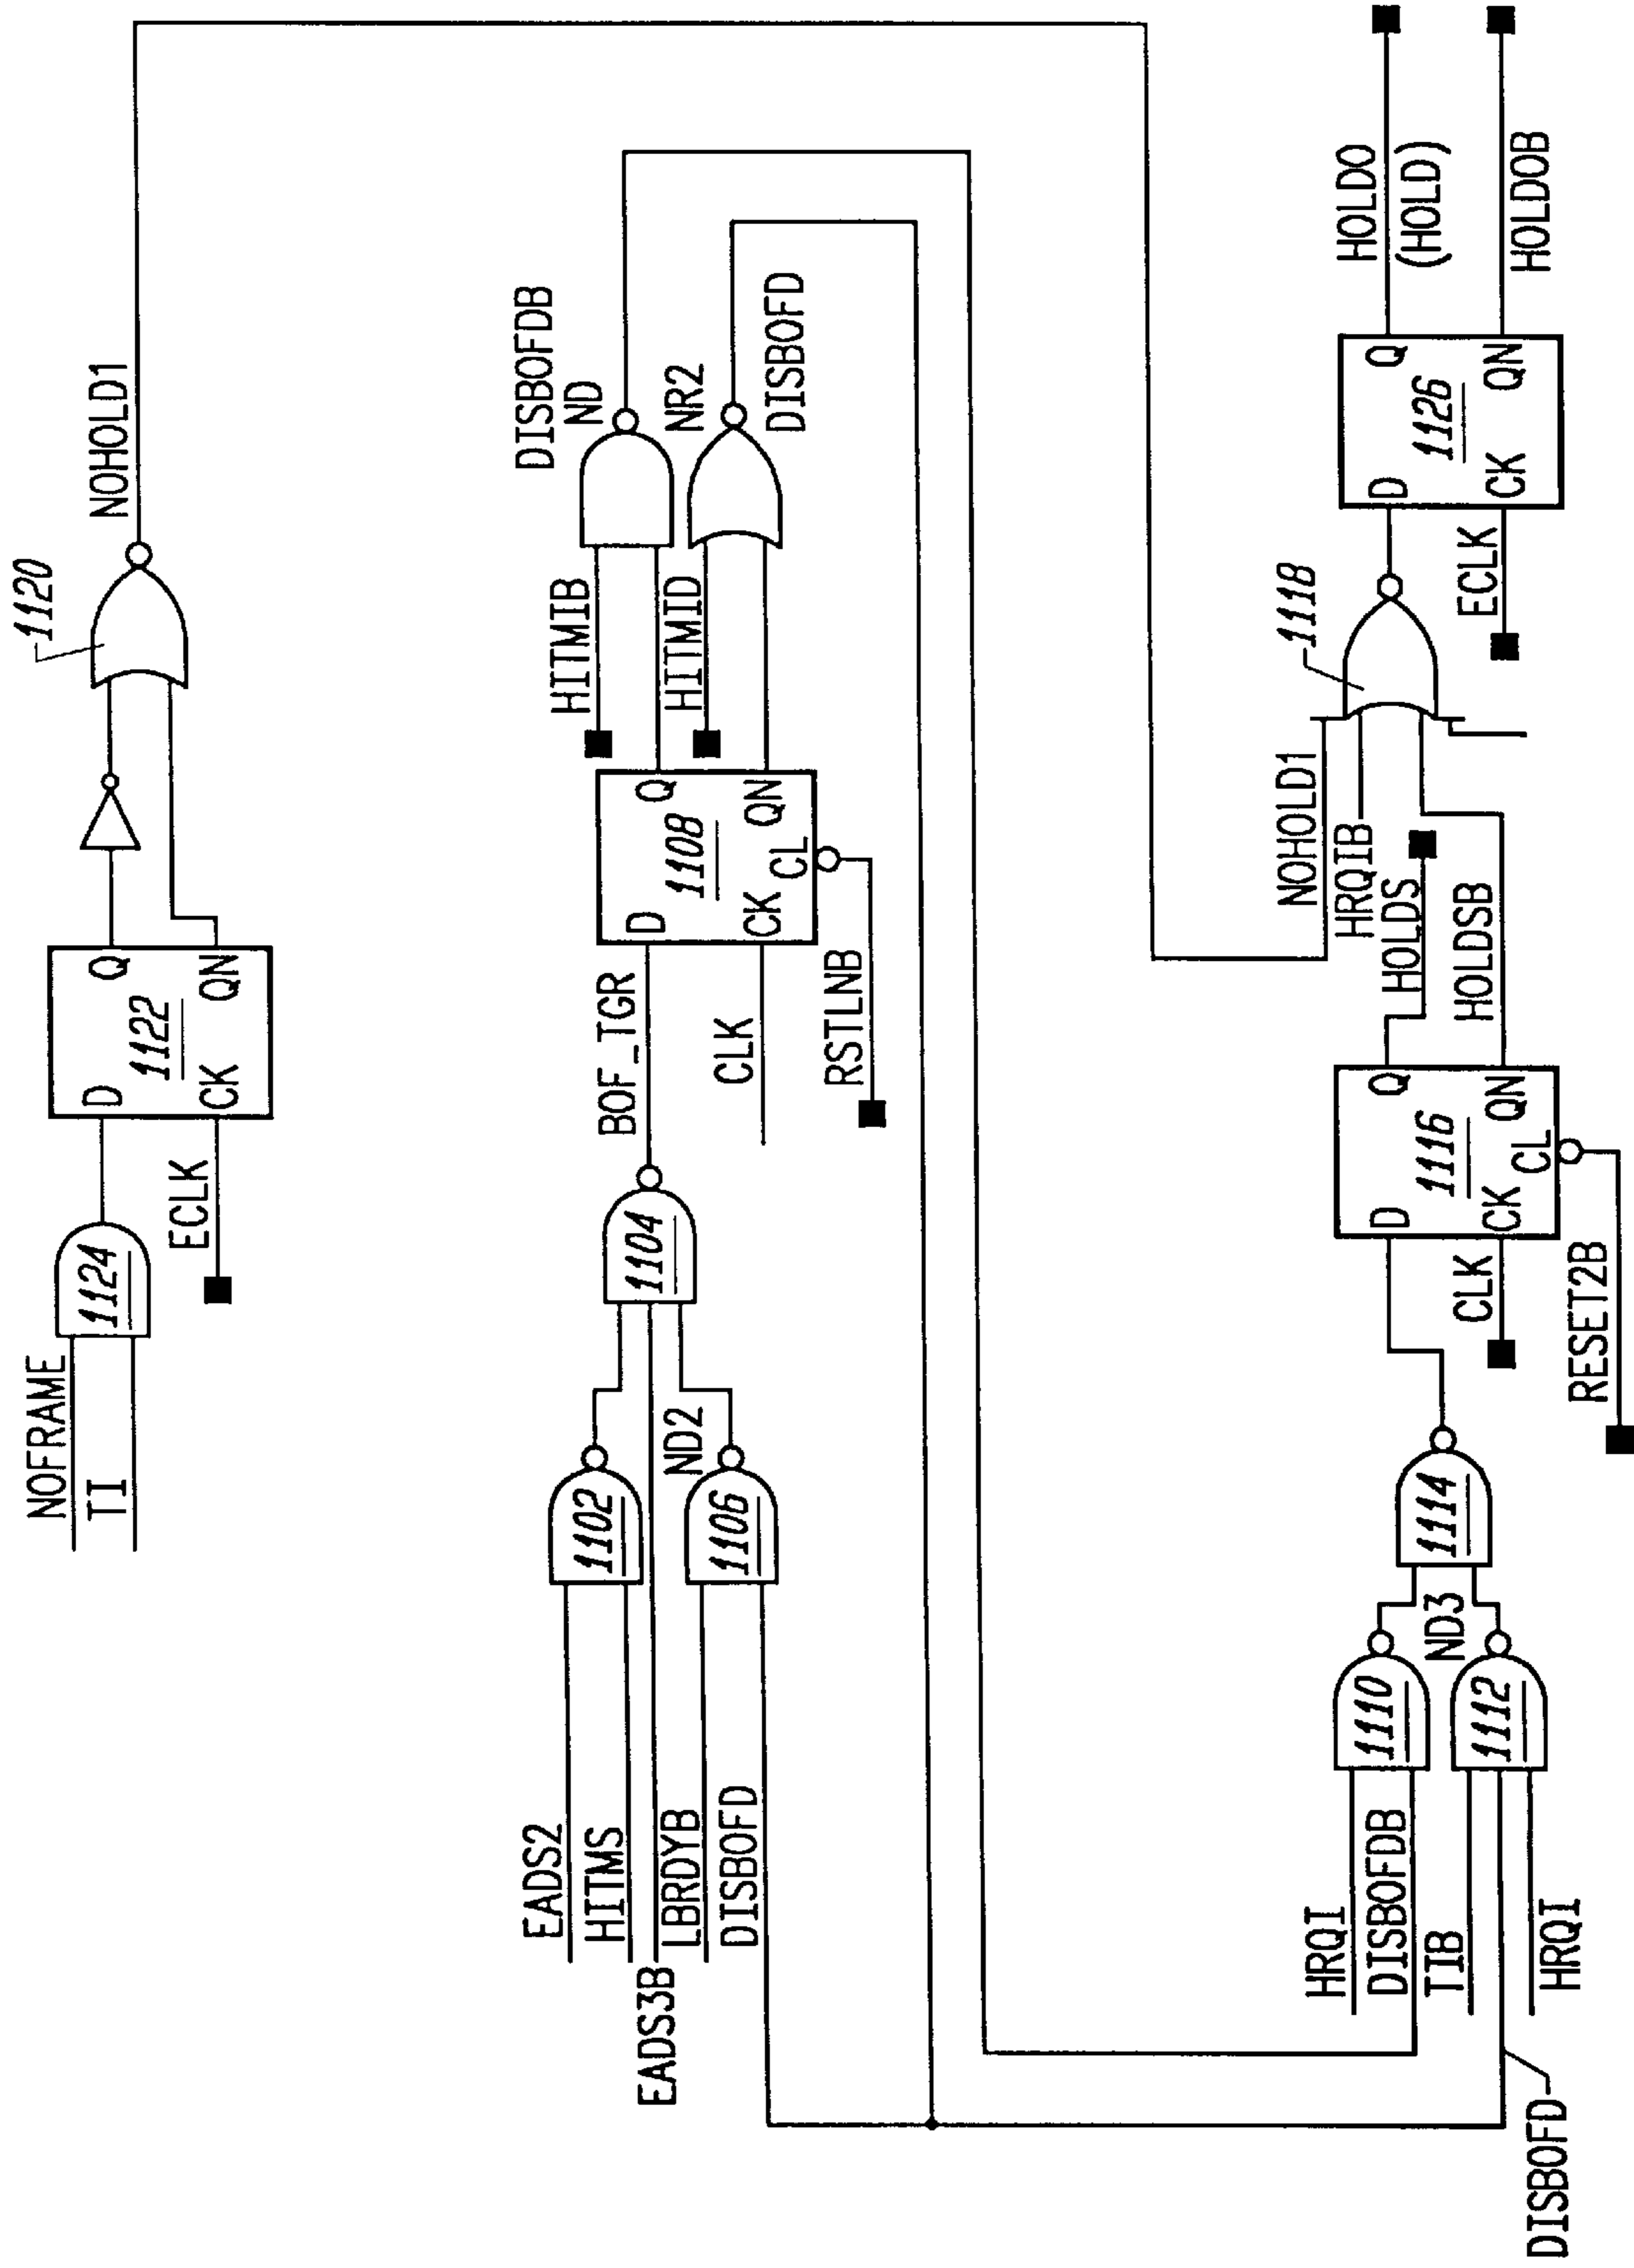 NOFRAME
TI
1124
ECLK
D
1122
CK
Q
QN
1120
NOHOLD1
EADS2
HITMS
EADS3B
LBRDYB
DISBOFD
1102
ND2
1106
1104
BOF_TGR
CLK
RSTLNB
D
1108
CK
CL
Q
QN
HITMIB
HITMID
DISBOFDB
ND
NR2
DISBOFD
HRQI
DISBOFDB
TIB
HRQI
DISBOFD
1110
ND3
1112
1114
CLK
RESET2B
D
1116
CK
CL
Q
QN
NOHOLD1
HRQIB
HOLDS
HOLDSB
1118
ECLK
D
1126
CK
Q
QN
HOLDO
(HOLD)
HOLDOB